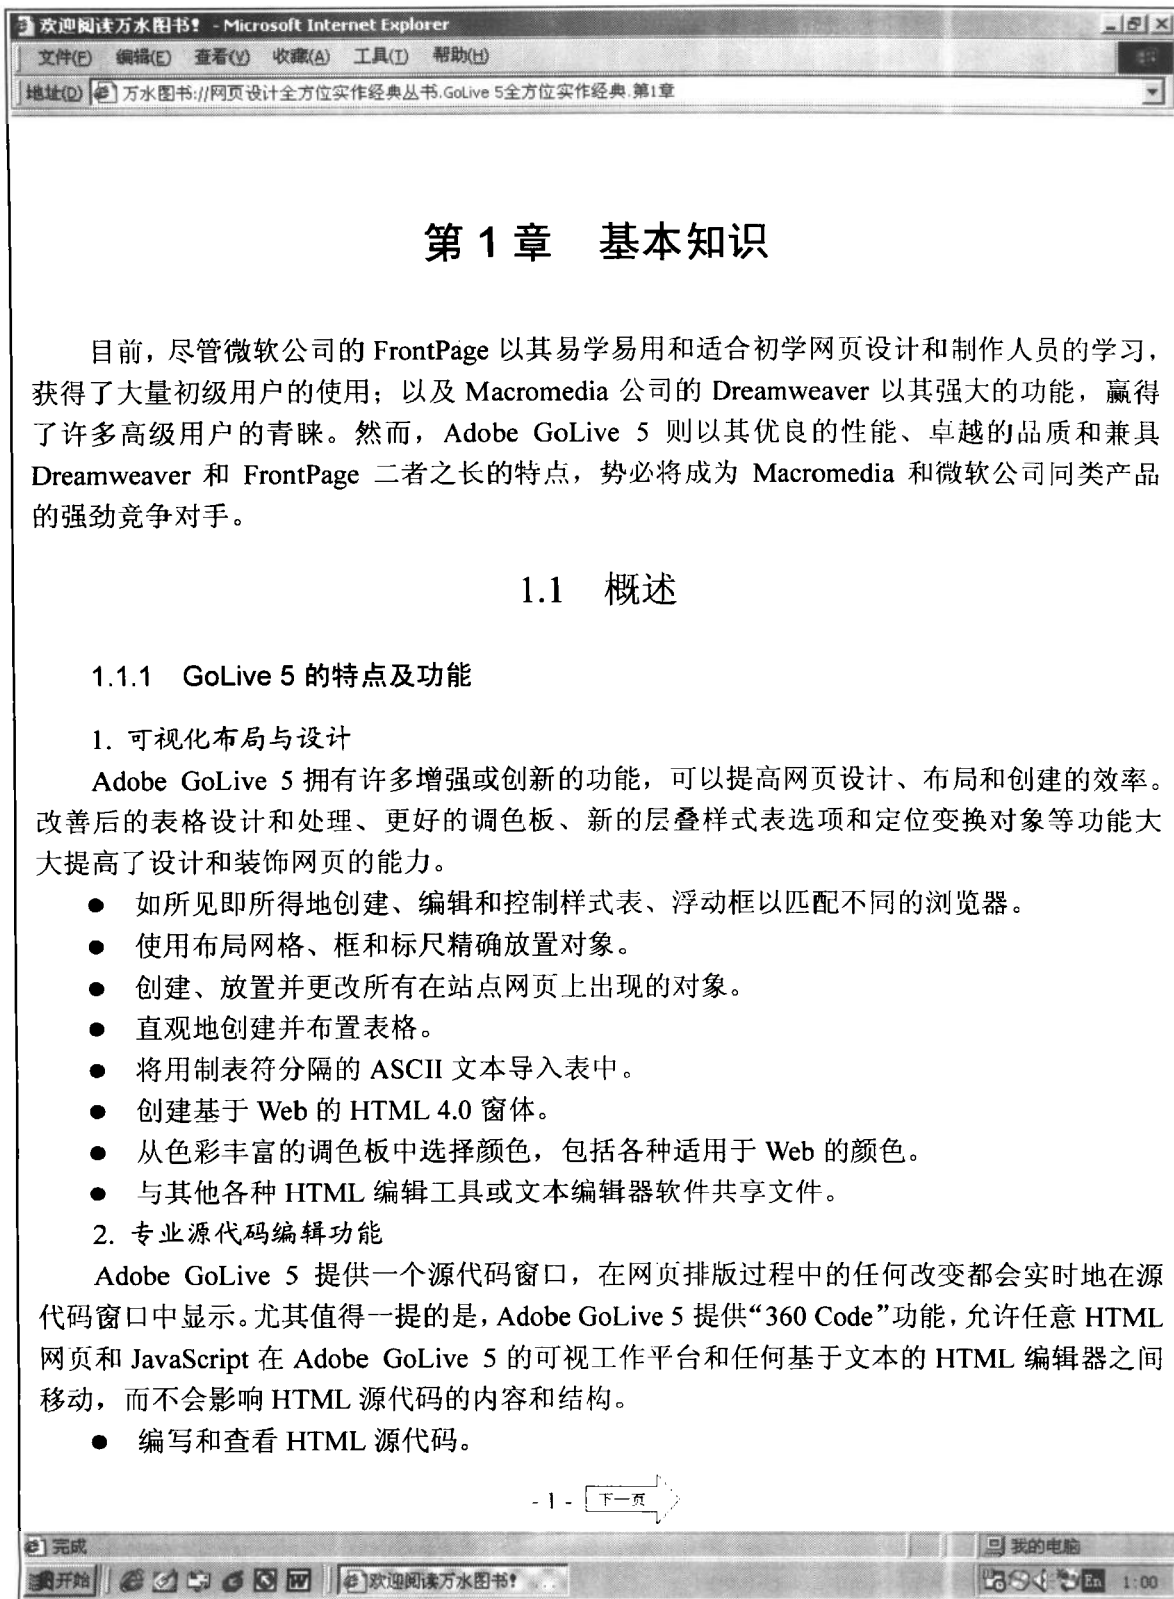 欢迎阅读万水图书! - Microsoft Internet Explorer
文件(F) 编辑(E) 查看(V) 收藏(A) 工具(T) 帮助(H)
地址(D) 万水图书://网页设计全方位实作经典丛书.GoLive 5全方位实作经典.第1章
第 1 章 基本知识
目前，尽管微软公司的 FrontPage 以其易学易用和适合初学网页设计和制作人员的学习，
获得了大量初级用户的使用；以及 Macromedia 公司的 Dreamweaver 以其强大的功能，赢得
了许多高级用户的青睐。然而，Adobe GoLive 5 则以其优良的性能、卓越的品质和兼具
Dreamweaver 和 FrontPage 二者之长的特点，势必将成为 Macromedia 和微软公司同类产品
的强劲竞争对手。
1.1 概述
1.1.1 GoLive 5 的特点及功能
1. 可视化布局与设计
Adobe GoLive 5 拥有许多增强或创新的功能，可以提高网页设计、布局和创建的效率。
改善后的表格设计和处理、更好的调色板、新的层叠样式表选项和定位变换对象等功能大
大提高了设计和装饰网页的能力。
● 如所见即所得地创建、编辑和控制样式表、浮动框以匹配不同的浏览器。
● 使用布局网格、框和标尺精确放置对象。
● 创建、放置并更改所有在站点网页上出现的对象。
● 直观地创建并布置表格。
● 将用制表符分隔的 ASCII 文本导入表中。
● 创建基于 Web 的 HTML 4.0 窗体。
● 从色彩丰富的调色板中选择颜色，包括各种适用于 Web 的颜色。
● 与其他各种 HTML 编辑工具或文本编辑器软件共享文件。
2. 专业源代码编辑功能
Adobe GoLive 5 提供一个源代码窗口，在网页排版过程中的任何改变都会实时地在源
代码窗口中显示。尤其值得一提的是，Adobe GoLive 5 提供“360 Code”功能，允许任意 HTML
网页和 JavaScript 在 Adobe GoLive 5 的可视工作平台和任何基于文本的 HTML 编辑器之间
移动，而不会影响 HTML 源代码的内容和结构。
● 编写和查看 HTML 源代码。
- 1 - 下一页
完成 我的电脑
开始 欢迎阅读万水图书! ... En 1:00